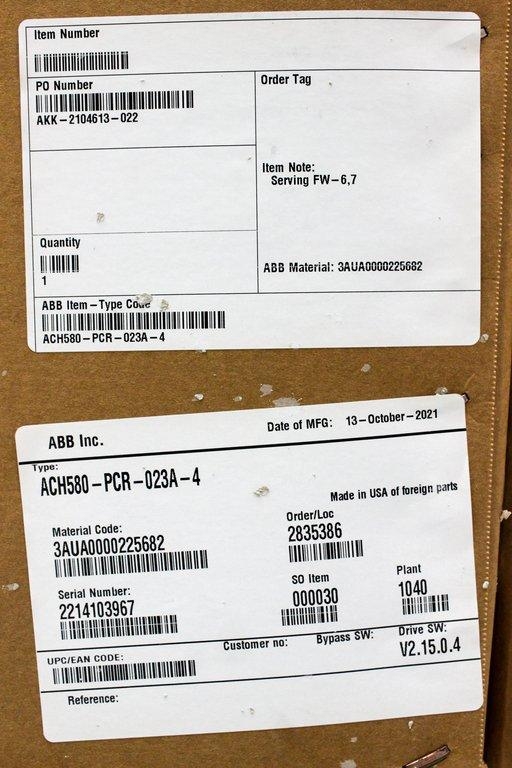 Item Number
PO Number
AKK-2104613-022
Order Tag
Item Note:
Serving FW-6,7
Quantity
1
ABB Material: 3AUA0000225682
ABB Item-Type Code
ACH580-PCR-023A-4
ABB Inc.
Date of MFG: 13-October-2021
Type:
ACH580-PCR-023A-4
Made in USA of foreign parts
Material Code:
3AUA0000225682
Order/Loc
2835386
Serial Number:
2214103967
SO Item
000030
Plant
1040
UPC/EAN CODE:
Customer no:
Bypass SW:
Drive SW:
V2.15.0.4
Reference: